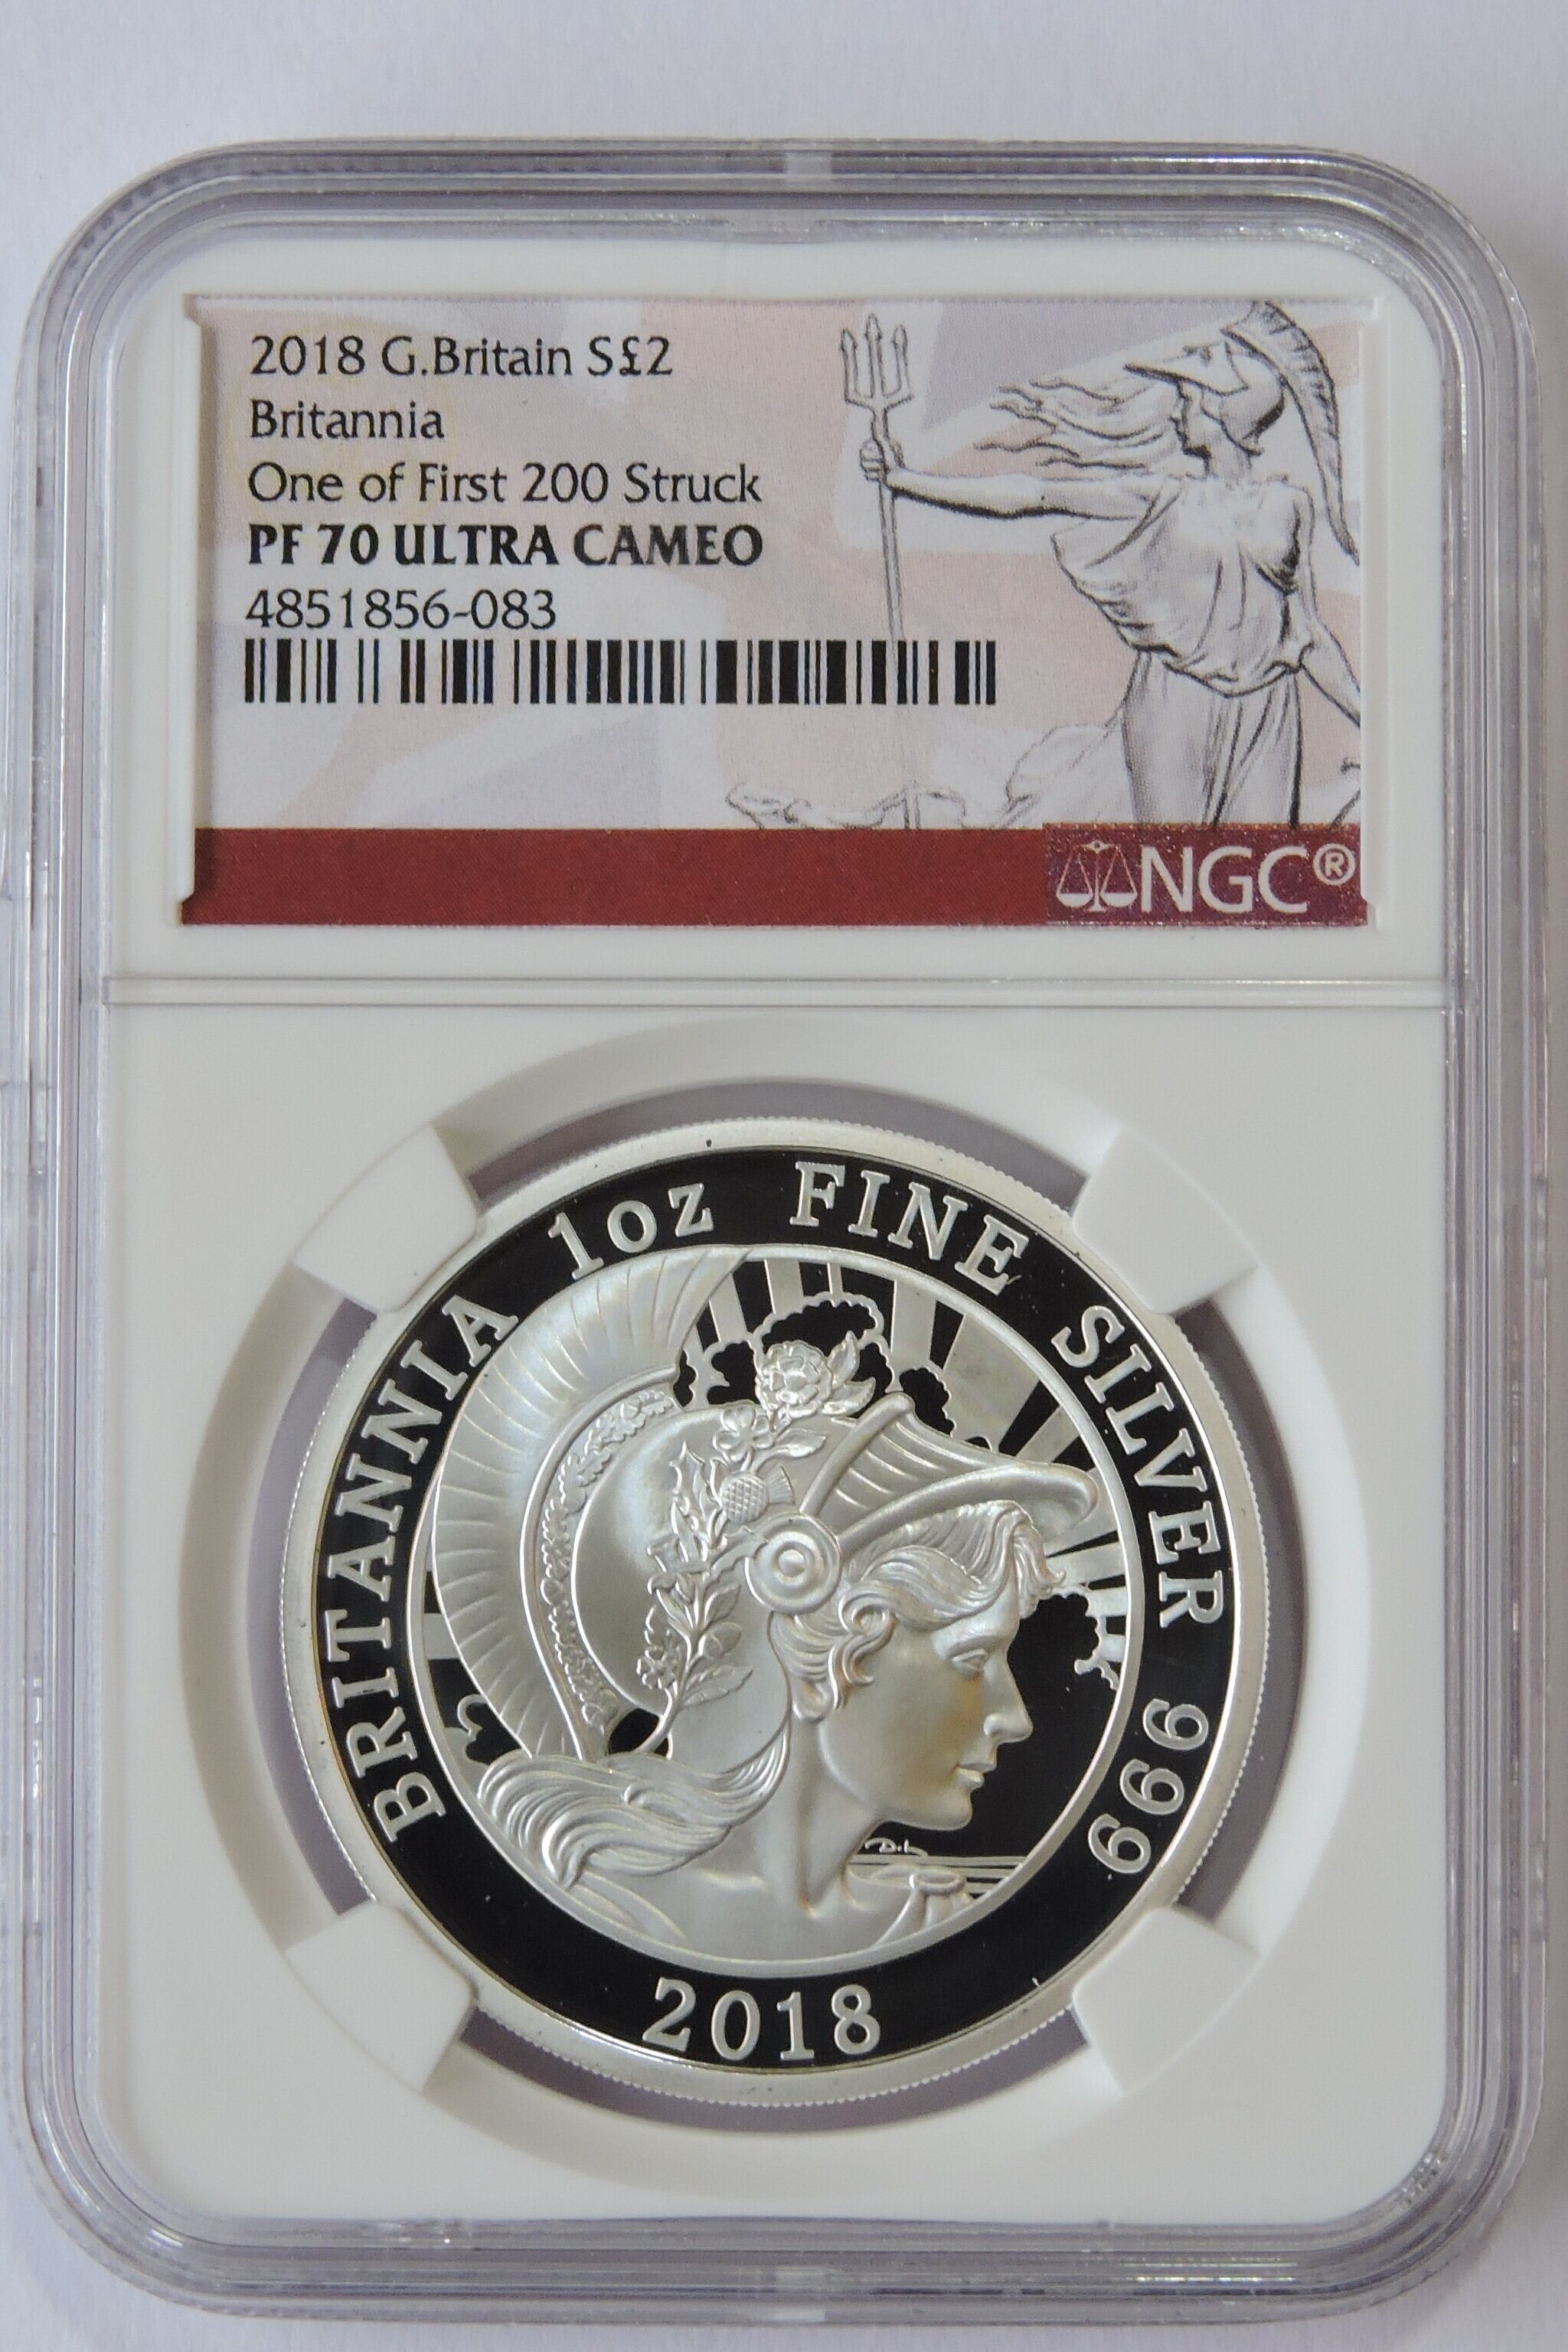 2018 G.Britain S£2
Britannia
One of First 200 Struck
PF 70 ULTRA CAMEO
4851856-083
NGC®
BRITANNIA 1oz FINE SILVER 999
2018